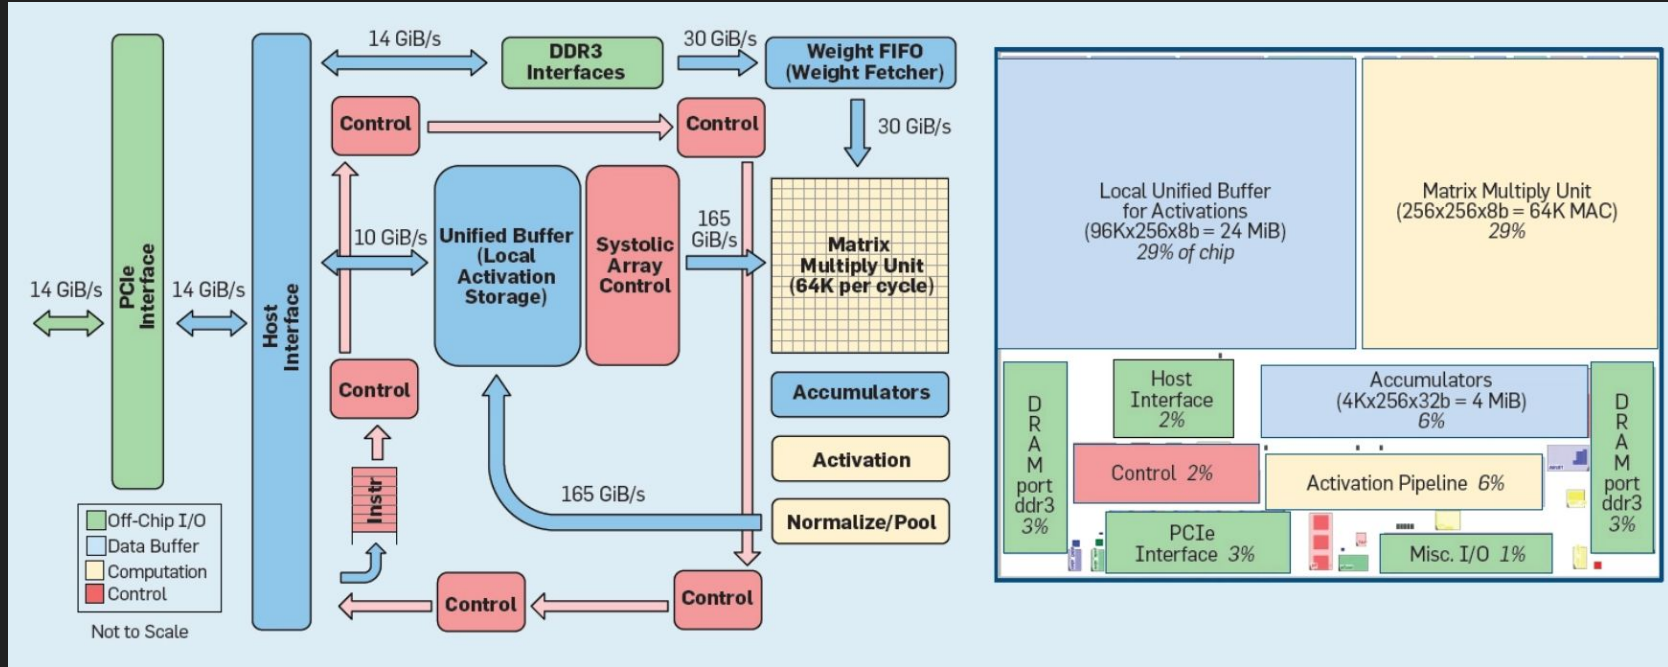 14 GiB/s
PCIe
Interface
14 GiB/s
Host
Interface
14 GiB/s
DDR3
Interfaces
30 GiB/s
Weight FIFO
(Weight Fetcher)
30 GiB/s
Control
Control
10 GiB/s
Unified Buffer
(Local
Activation
Storage)
Systolic
Array
Control
165
GiB/s
Matrix
Multiply Unit
(64K per cycle)
Control
Accumulators
Activation
Normalize/Pool
165 GiB/s
Instr
Control
Control
Off-Chip I/O
Data Buffer
Computation
Control
Not to Scale
Local Unified Buffer
for Activations
(96Kx256x8b = 24 MiB)
29% of chip
Matrix Multiply Unit
(256x256x8b = 64K MAC)
29%
D
R
A
M
port
ddr3
3%
Host
Interface
2%
Accumulators
(4Kx256x32b = 4 MiB)
6%
D
R
A
M
port
ddr3
3%
Control 2%
Activation Pipeline 6%
PCIe
Interface 3%
Misc. I/O 1%